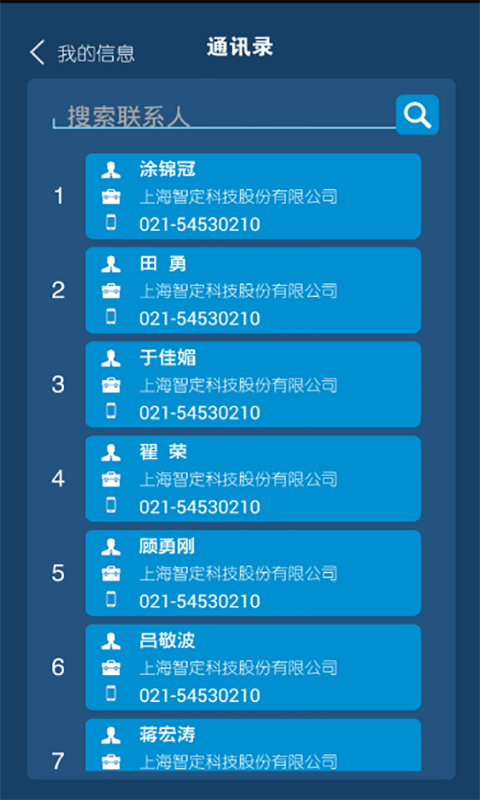 我的信息
通讯录
搜索联系人
1
涂锦冠
上海智定科技股份有限公司
021-54530210
2
田 勇
上海智定科技股份有限公司
021-54530210
3
于佳媚
上海智定科技股份有限公司
021-54530210
4
翟 荣
上海智定科技股份有限公司
021-54530210
5
顾勇刚
上海智定科技股份有限公司
021-54530210
6
吕敬波
上海智定科技股份有限公司
021-54530210
7
蒋宏涛
上海智定科技股份有限公司